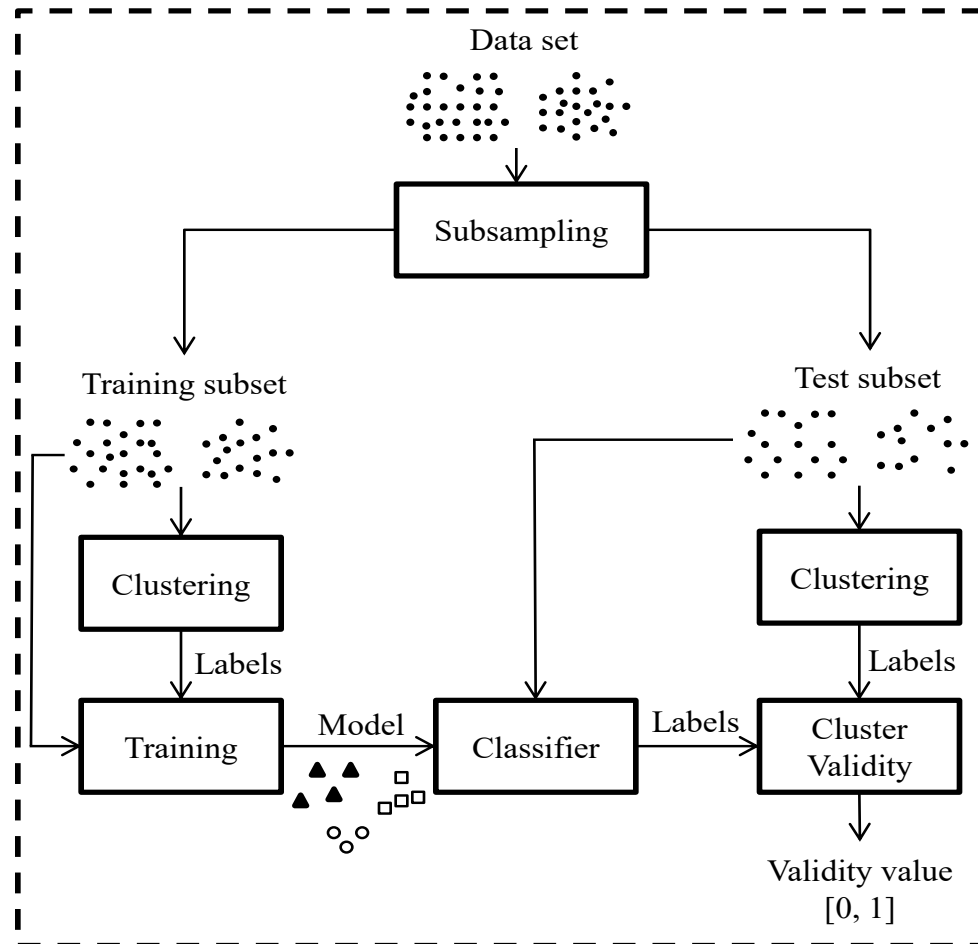 Data set
Subsampling
Training subset
Test subset
Clustering
Clustering
Labels
Labels
Training
Model
Classifier
Labels
Cluster
Validity
Validity value
[0, 1]